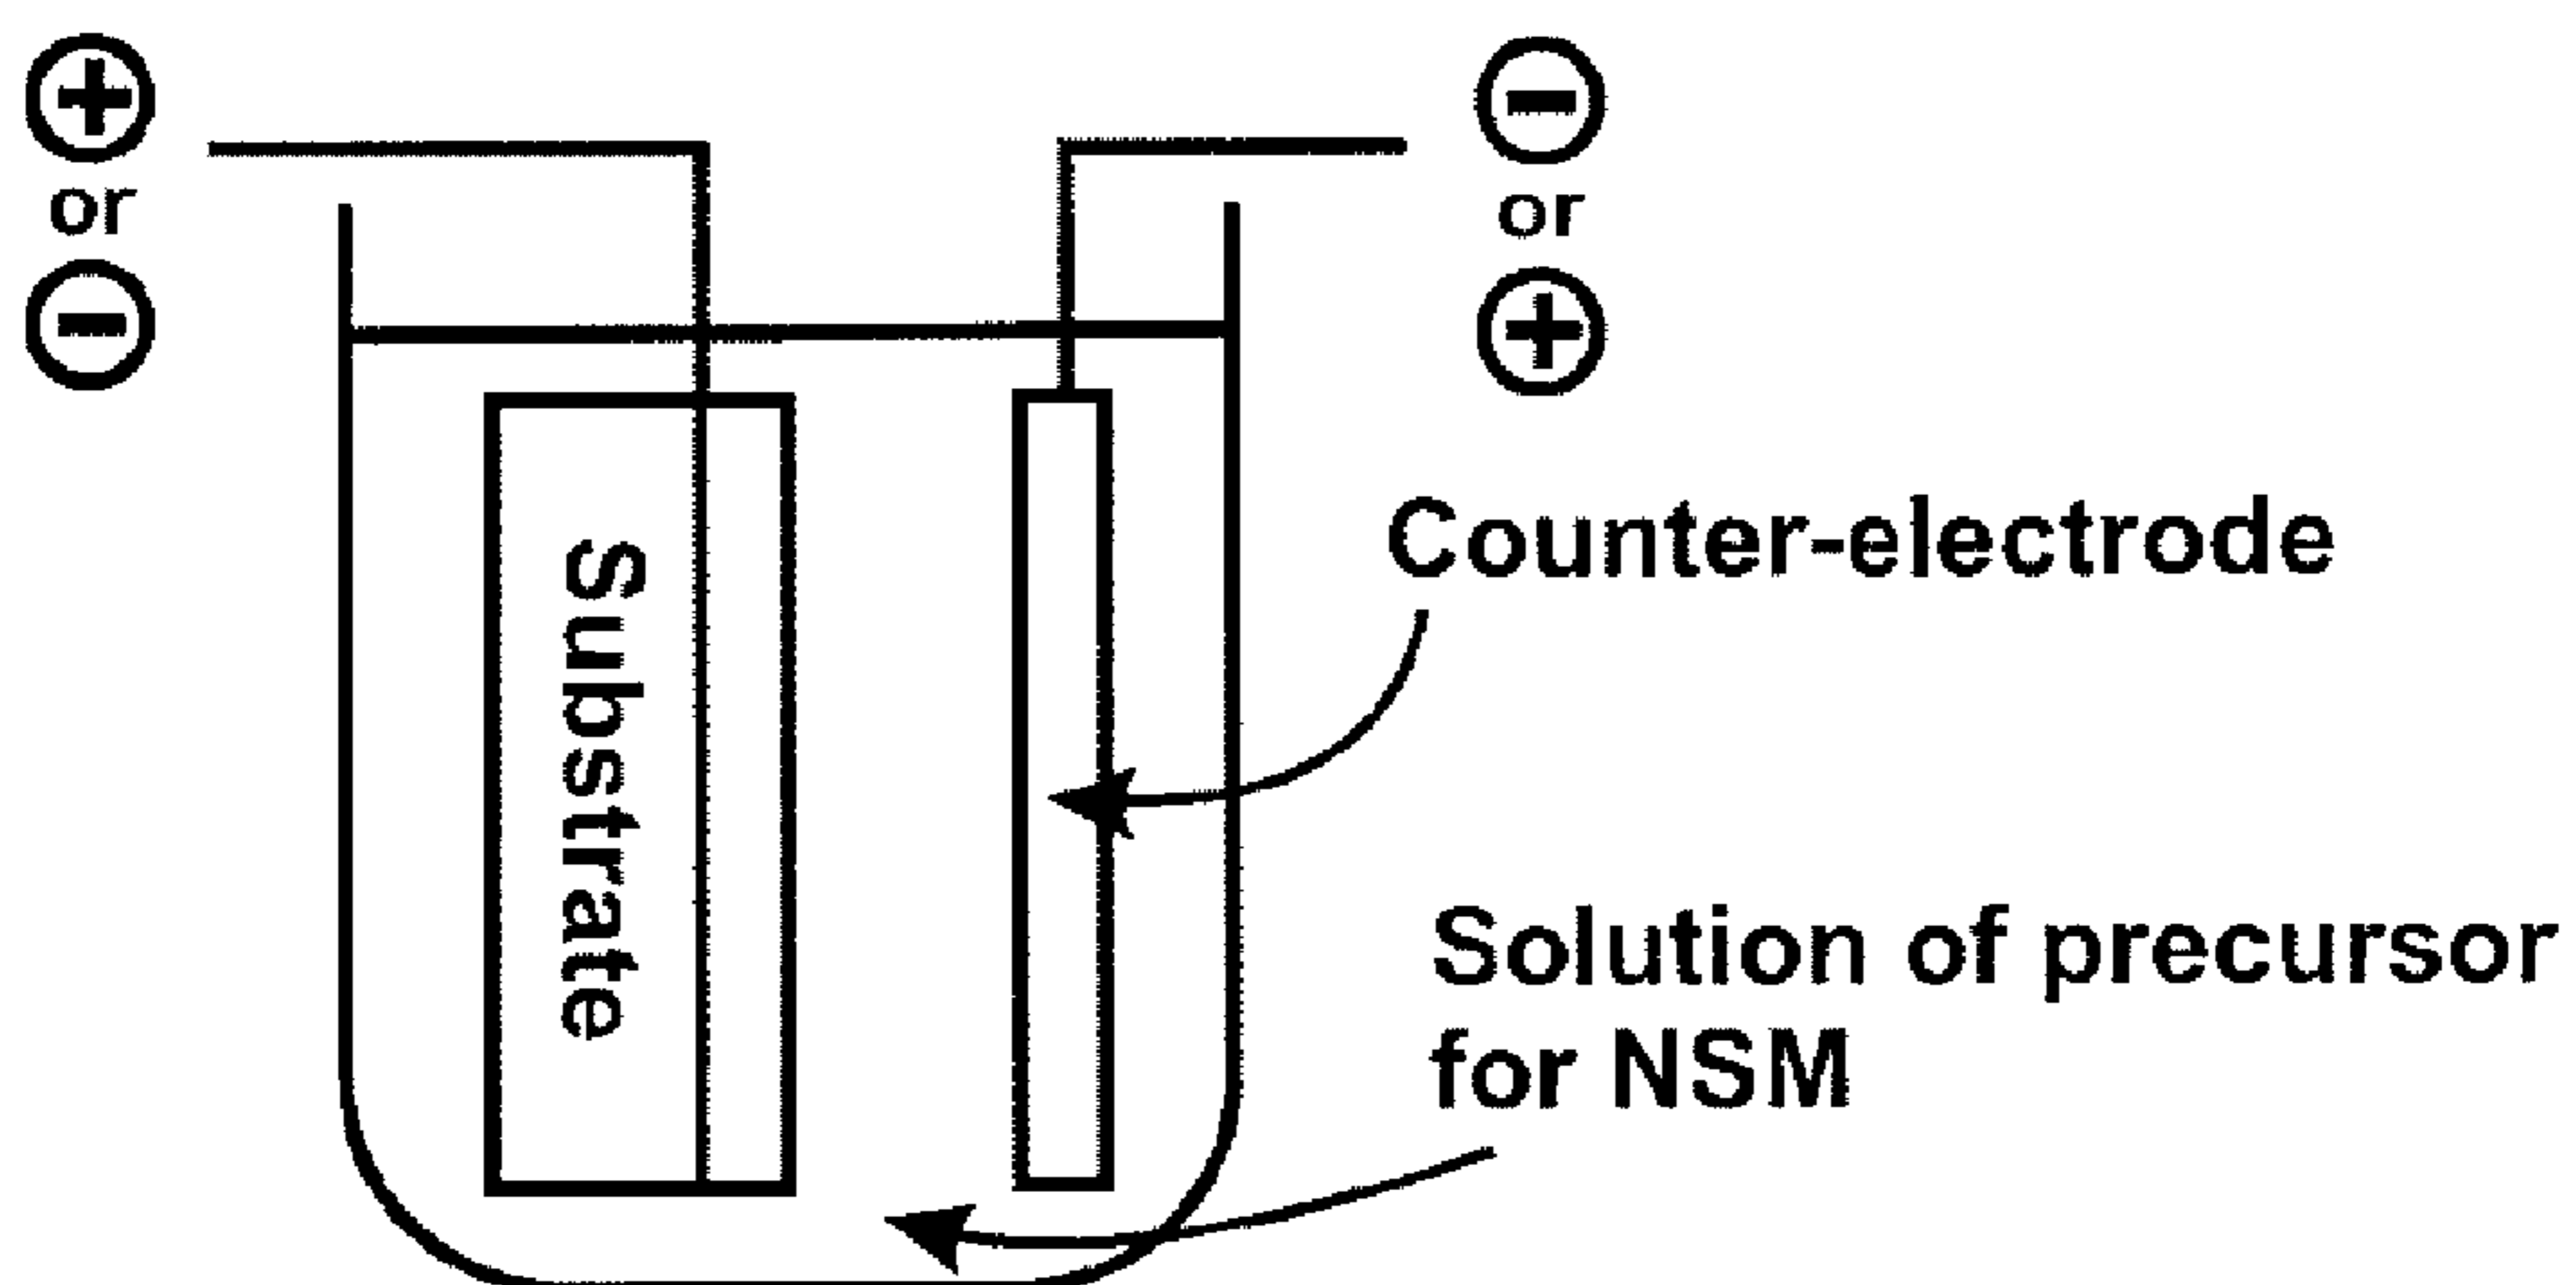 ⊕
or
⊖
⊖
or
⊕
Substrate
Counter-electrode
Solution of precursor
for NSM